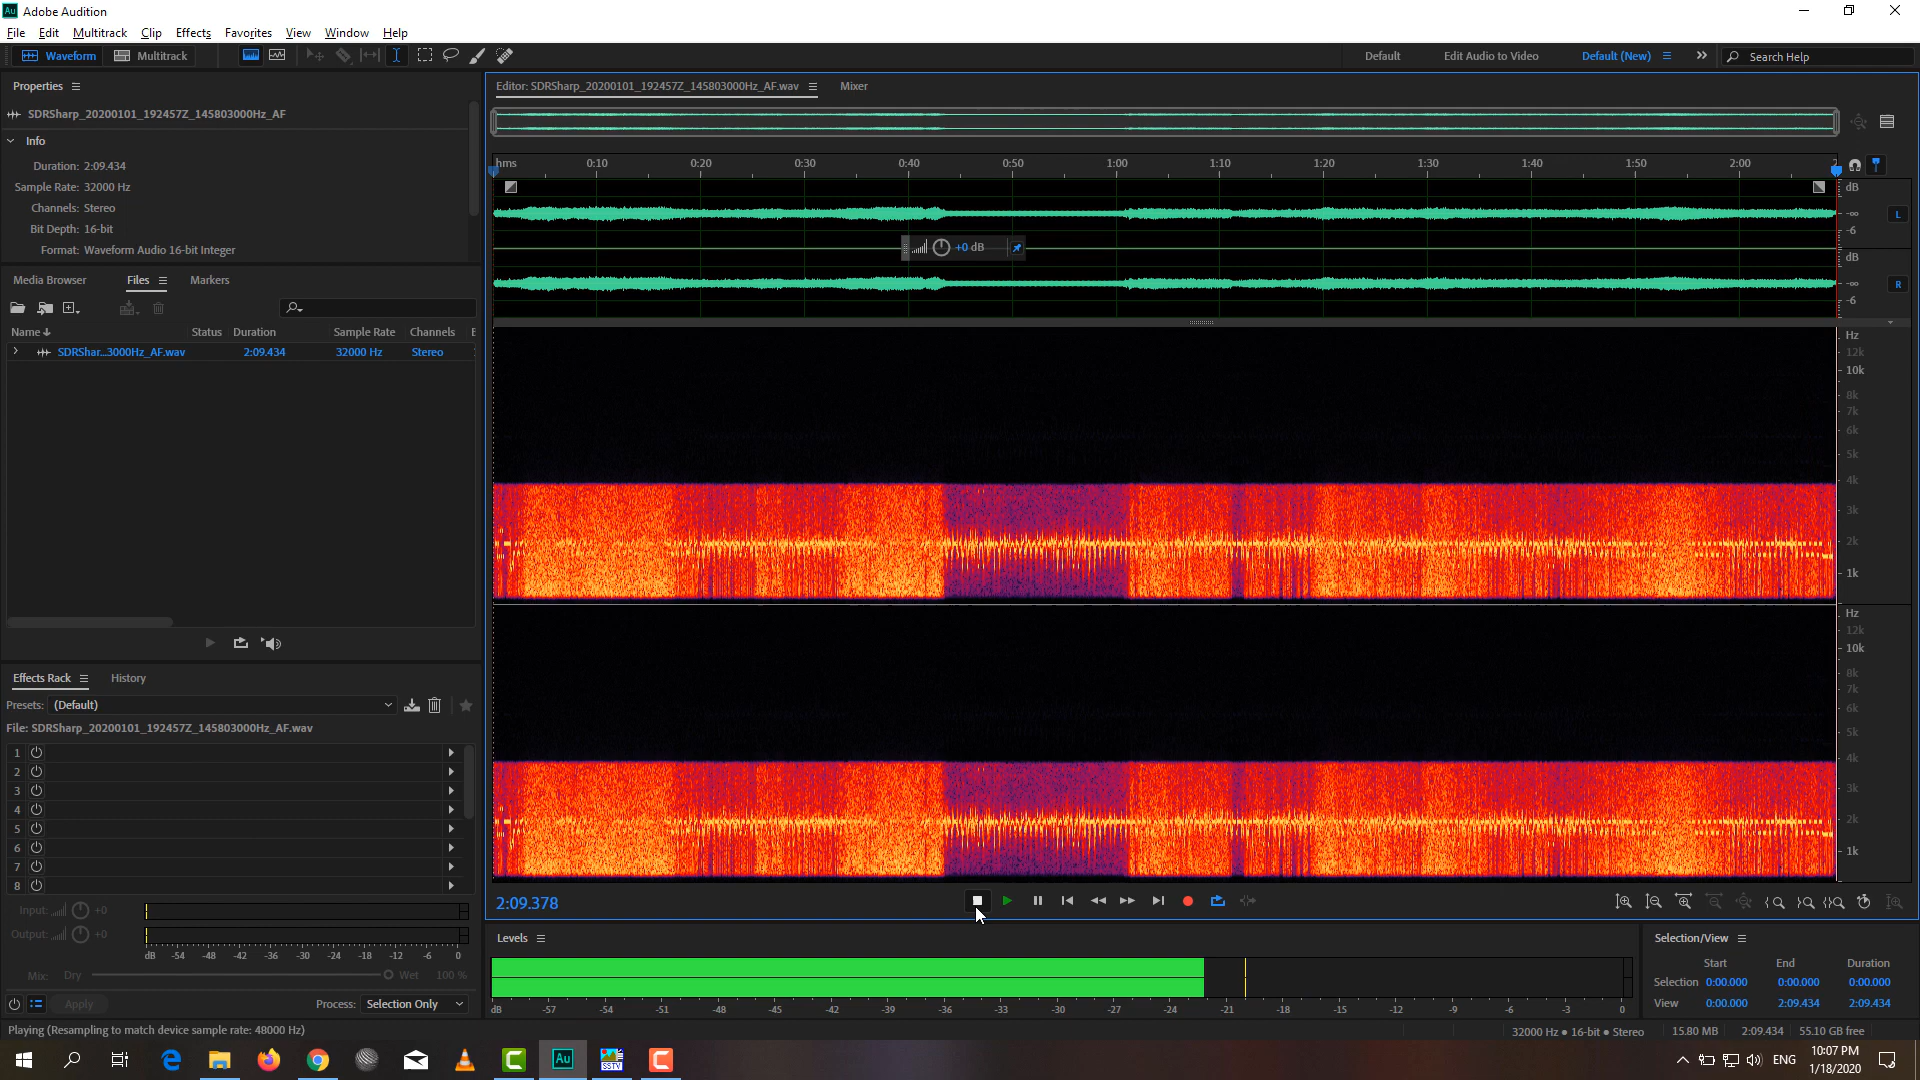 Au Adobe Audition
File Edit Multitrack Clip Effects Favorites View Window Help
Waveform Multitrack Default Edit Audio to Video Default (New) Search Help
Properties
SDRSharp_20200101_192457Z_145803000Hz_AF
Info
Duration: 2:09.434
Sample Rate: 32000 Hz
Channels: Stereo
Bit Depth: 16-bit
Format: Waveform Audio 16-bit Integer
Media Browser Files Markers
Name Status Duration Sample Rate Channels
SDRShar...3000Hz_AF.wav 2:09.434 32000 Hz Stereo
Effects Rack History
Presets: (Default)
File: SDRSharp_20200101_192457Z_145803000Hz_AF.wav
1
2
3
4
5
6
7
8
Input: +0
Output: +0
dB -54 -48 -42 -36 -30 -24 -18 -12 -6 0
Mix: Dry Wet 100 %
Apply Process: Selection Only
Playing (Resampling to match device sample rate: 48000 Hz)
Editor: SDRSharp_20200101_192457Z_145803000Hz_AF.wav Mixer
hms 0:10 0:20 0:30 0:40 0:50 1:00 1:10 1:20 1:30 1:40 1:50 2:00 2
dB
-∞ L
-6
+0 dB
dB
-∞ R
-6
Hz
12k
10k
8k
7k
6k
5k
4k
3k
2k
1k
Hz
12k
10k
8k
7k
6k
5k
4k
3k
2k
1k
2:09.378
Levels
dB -57 -54 -51 -48 -45 -42 -39 -36 -33 -30 -27 -24 -21 -18 -15 -12 -9 -6 -3 0
Selection/View
Start End Duration
Selection 0:00.000 0:00.000 0:00.000
View 0:00.000 2:09.434 2:09.434
32000 Hz • 16-bit • Stereo 15.80 MB 2:09.434 55.10 GB free
Au SSTV ENG 10:07 PM
1/18/2020